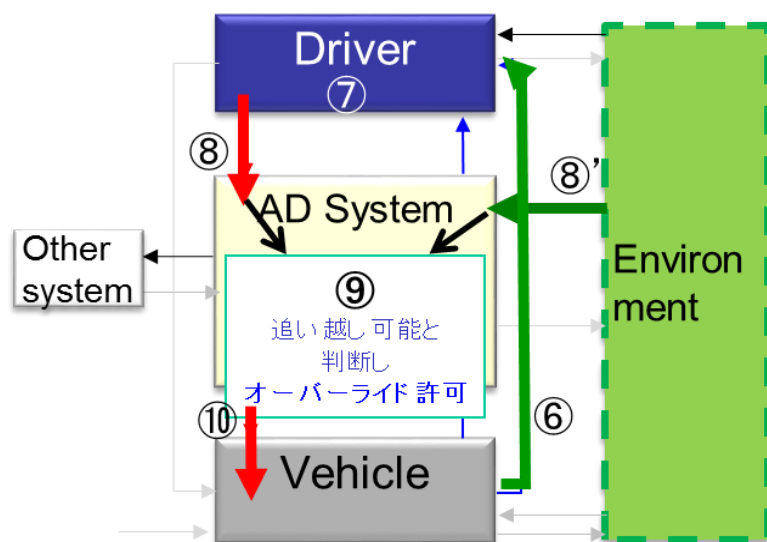 Driver
⑦
⑧
⑧'
AD System
Other
system
Environ
ment
⑨
追い越し可能と
判断し
オーバーライド許可
⑩
⑥
Vehicle